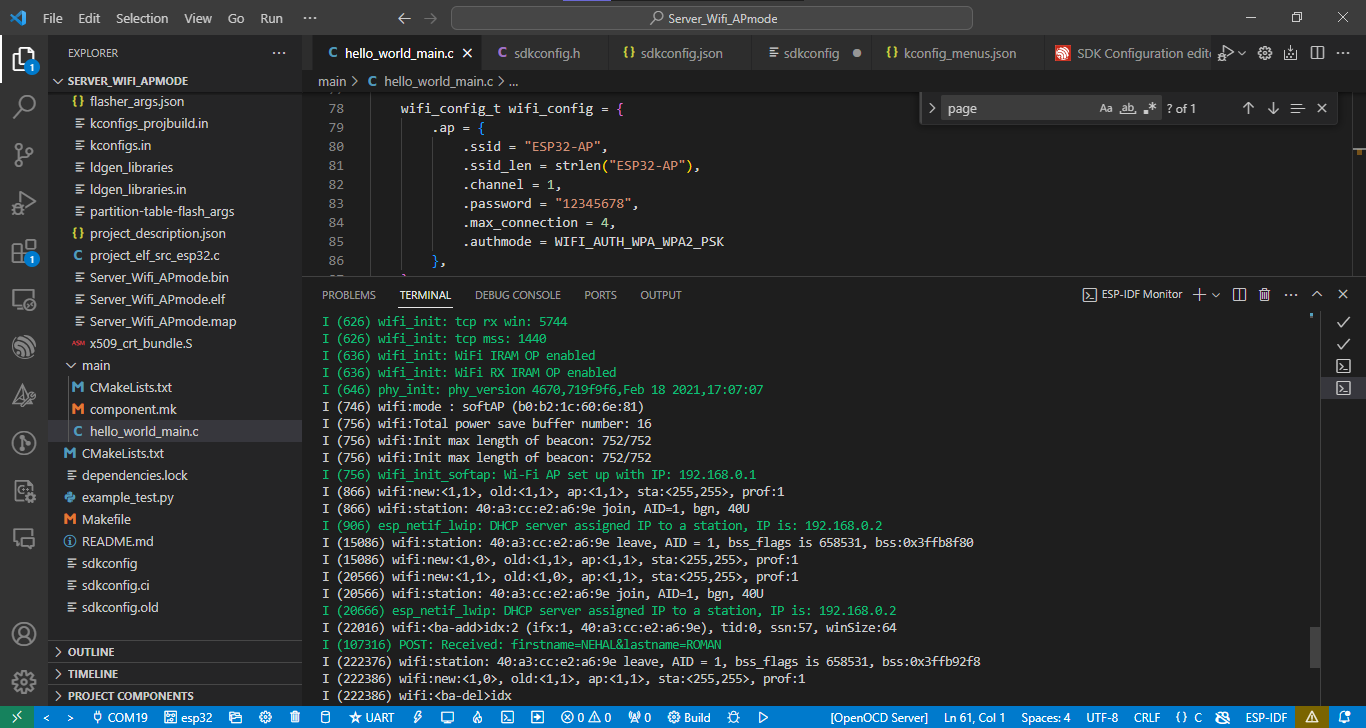 File Edit Selection View Go Run ··· Server_Wifi_APmode
EXPLORER ···
hello_world_main.c sdkconfig.h sdkconfig.json sdkconfig kconfig_menus.json SDK Configuration edit
SERVER_WIFI_APMODE
flasher_args.json
kconfigs_projbuild.in
kconfigs.in
ldgen_libraries
ldgen_libraries.in
partition-table-flash_args
project_description.json
project_elf_src_esp32.c
Server_Wifi_APmode.bin
Server_Wifi_APmode.elf
Server_Wifi_APmode.map
ASM x509_crt_bundle.S
main
CMakeLists.txt
component.mk
hello_world_main.c
CMakeLists.txt
dependencies.lock
example_test.py
Makefile
README.md
sdkconfig
sdkconfig.ci
sdkconfig.old
OUTLINE
TIMELINE
PROJECT COMPONENTS
main > C hello_world_main.c > ...
page Aa ab ? of 1
78 wifi_config_t wifi_config = {
79 .ap = {
80 .ssid = "ESP32-AP",
81 .ssid_len = strlen("ESP32-AP"),
82 .channel = 1,
83 .password = "12345678",
84 .max_connection = 4,
85 .authmode = WIFI_AUTH_WPA_WPA2_PSK
86 },
PROBLEMS TERMINAL DEBUG CONSOLE PORTS OUTPUT ESP-IDF Monitor
I (626) wifi_init: tcp rx win: 5744
I (626) wifi_init: tcp mss: 1440
I (636) wifi_init: WiFi IRAM OP enabled
I (636) wifi_init: WiFi RX IRAM OP enabled
I (646) phy_init: phy_version 4670,719f9f6,Feb 18 2021,17:07:07
I (746) wifi:mode : softAP (b0:b2:1c:60:6e:81)
I (756) wifi:Total power save buffer number: 16
I (756) wifi:Init max length of beacon: 752/752
I (756) wifi:Init max length of beacon: 752/752
I (756) wifi_init_softap: Wi-Fi AP set up with IP: 192.168.0.1
I (866) wifi:new:<1,1>, old:<1,1>, ap:<1,1>, sta:<255,255>, prof:1
I (866) wifi:station: 40:a3:cc:e2:a6:9e join, AID=1, bgn, 40U
I (906) esp_netif_lwip: DHCP server assigned IP to a station, IP is: 192.168.0.2
I (15086) wifi:station: 40:a3:cc:e2:a6:9e leave, AID = 1, bss_flags is 658531, bss:0x3ffb8f80
I (15086) wifi:new:<1,0>, old:<1,1>, ap:<1,1>, sta:<255,255>, prof:1
I (20566) wifi:new:<1,1>, old:<1,0>, ap:<1,1>, sta:<255,255>, prof:1
I (20566) wifi:station: 40:a3:cc:e2:a6:9e join, AID=1, bgn, 40U
I (20666) esp_netif_lwip: DHCP server assigned IP to a station, IP is: 192.168.0.2
I (22016) wifi:<ba-add>idx:2 (ifx:1, 40:a3:cc:e2:a6:9e), tid:0, ssn:57, winSize:64
I (107316) POST: Received: firstname=NEHAL&lastname=ROMAN
I (222376) wifi:station: 40:a3:cc:e2:a6:9e leave, AID = 1, bss_flags is 658531, bss:0x3ffb92f8
I (222386) wifi:new:<1,0>, old:<1,1>, ap:<1,1>, sta:<255,255>, prof:1
I (222386) wifi:<ba-del>idx
COM19 esp32 UART 0 0 0 Build [OpenOCD Server] Ln 61, Col 1 Spaces: 4 UTF-8 CRLF {} C ESP-IDF